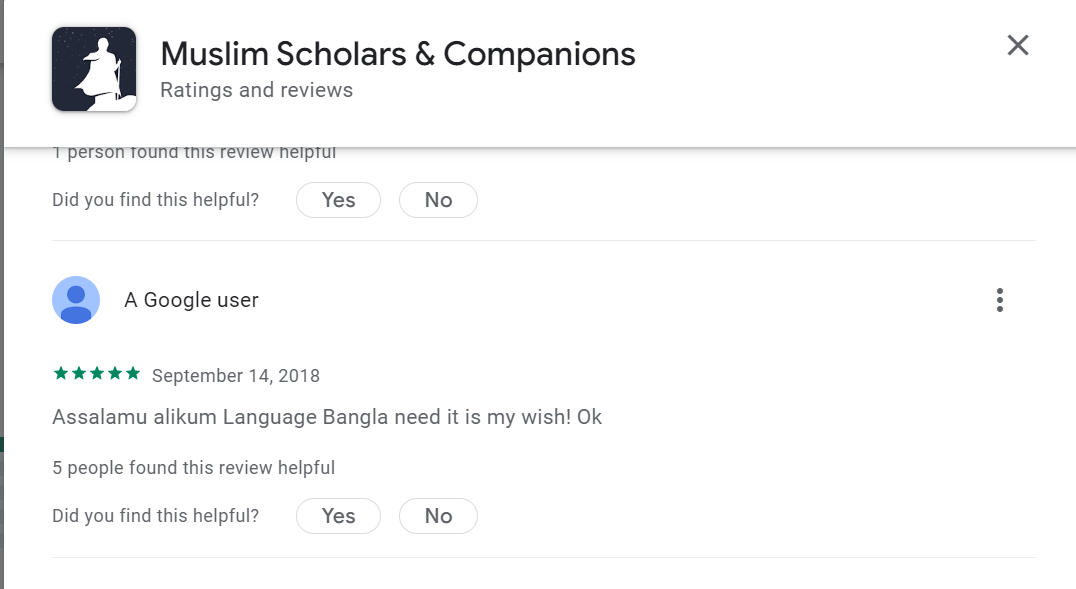 Muslim Scholars & Companions
Ratings and reviews
1 person found this review helpful
Did you find this helpful? Yes No
A Google user
September 14, 2018
Assalamu alikum Language Bangla need it is my wish! Ok
5 people found this review helpful
Did you find this helpful? Yes No